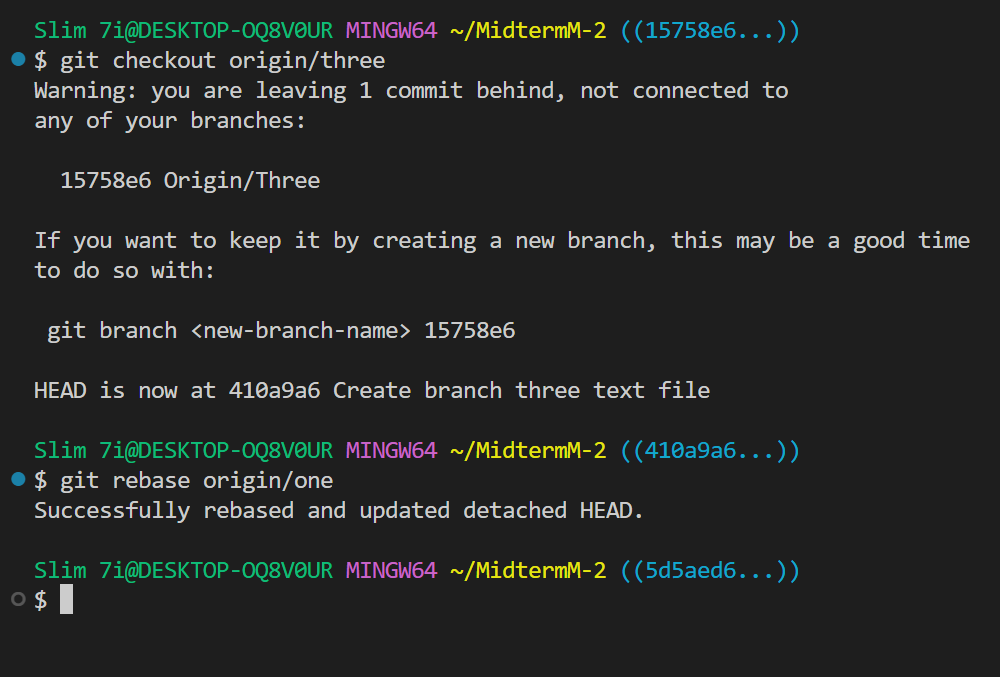 Slim 7i@DESKTOP-OQ8V0UR MINGW64 ~/MidtermM-2 ((15758e6...))
$ git checkout origin/three
Warning: you are leaving 1 commit behind, not connected to
any of your branches:
15758e6 Origin/Three
If you want to keep it by creating a new branch, this may be a good time
to do so with:
git branch <new-branch-name> 15758e6
HEAD is now at 410a9a6 Create branch three text file
Slim 7i@DESKTOP-OQ8V0UR MINGW64 ~/MidtermM-2 ((410a9a6...))
$ git rebase origin/one
Successfully rebased and updated detached HEAD.
Slim 7i@DESKTOP-OQ8V0UR MINGW64 ~/MidtermM-2 ((5d5aed6...))
$